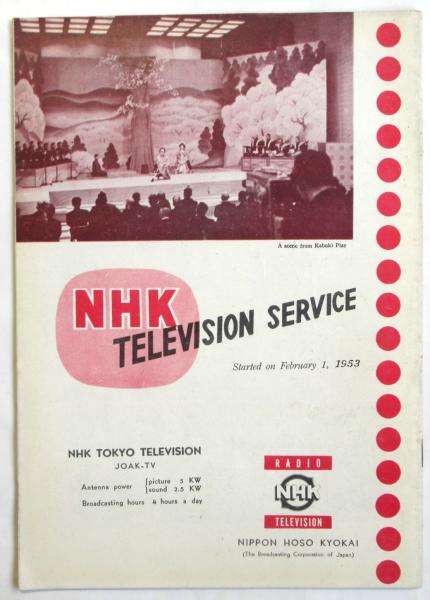 A scene from Kabuki Play
NHK
TELEVISION SERVICE
Started on February 1, 1953
NHK TOKYO TELEVISION
JOAK-TV
Antenna power { picture 5 KW
sound 2.5 KW
Broadcasting hours 4 hours a day
RADIO
NHK
TELEVISION
NIPPON HOSO KYOKAI
(The Broadcasting Corporation of Japan)